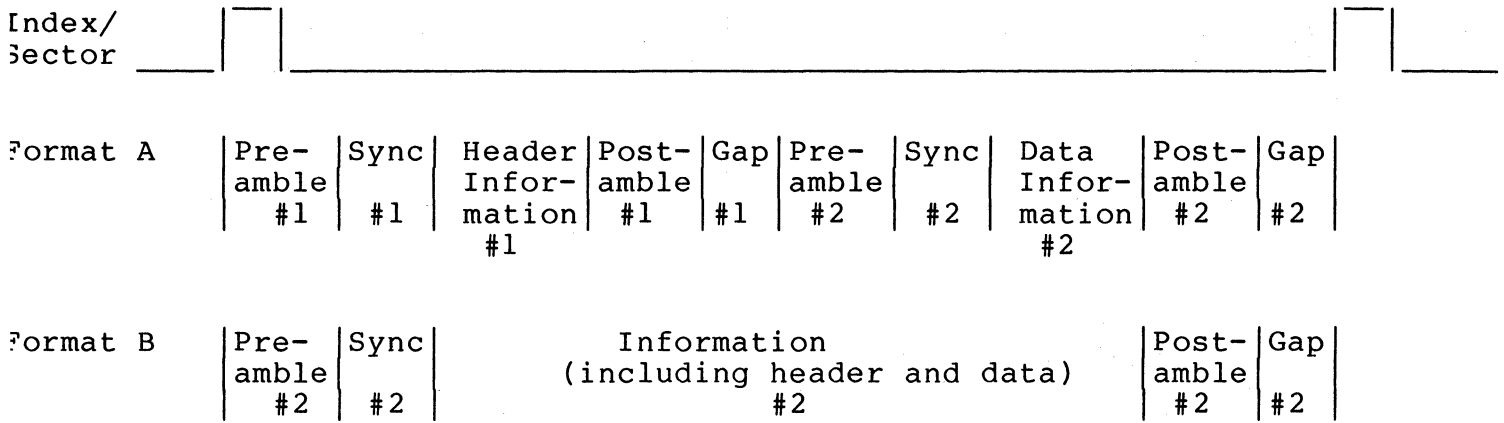 Index/
Sector
Format A |Pre- |Sync| Header |Post-|Gap|Pre- |Sync| Data |Post-|Gap|
amble Infor- amble amble Infor- amble
#1 #1 mation #1 #1 #2 #2 mation #2 #2
#1 #2
Format B |Pre- |Sync| Information |Post-|Gap|
amble (including header and data) amble
#2 #2 #2 #2 #2